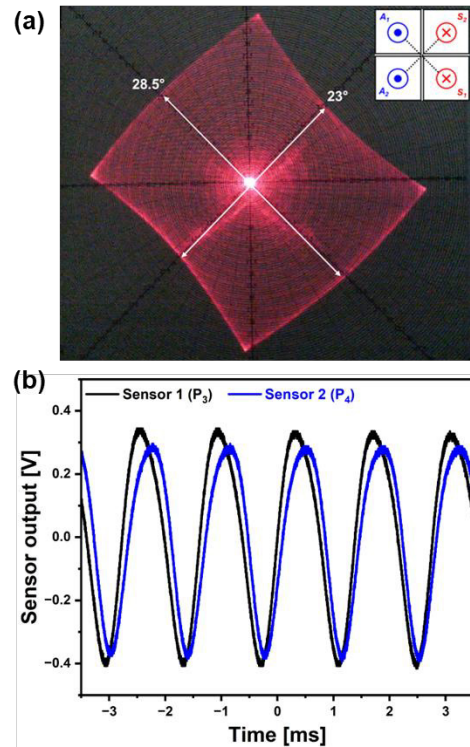 (a)
A₁
S₂
A₂
S₁
28.5°
23°
(b)
Sensor 1 (P₃) Sensor 2 (P₄)
0.4
0.2
0.0
−0.2
−0.4
Sensor output [V]
−3 −2 −1 0 1 2 3
Time [ms]